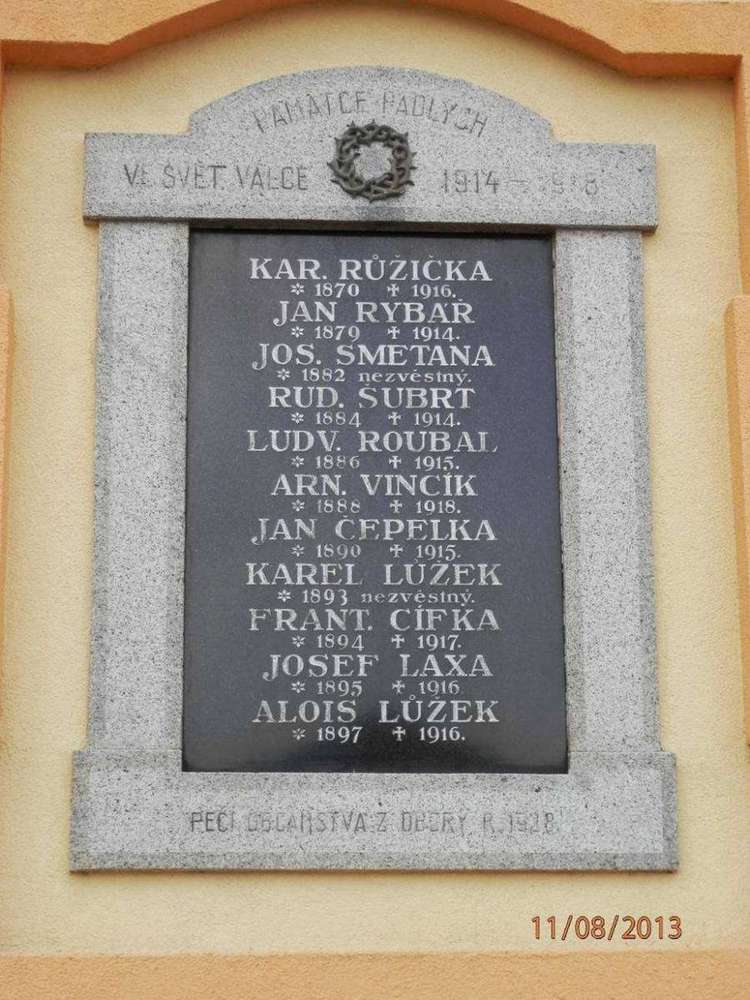 PAMÁTCE PADLÝCH
VE SVĚT. VÁLCE 1914 – 1918
KAR. RŮŽIČKA
* 1870 ✝ 1916.
JAN RYBAŘ
* 1879 ✝ 1914.
JOS. SMETANA
* 1882 nezvěstný.
RUD. ŠUBRT
* 1884 ✝ 1914.
LUDV. ROUBAL
* 1886 ✝ 1915.
ARN. VINCÍK
* 1888 ✝ 1918.
JAN ČEPELKA
* 1890 ✝ 1915.
KAREL LŮŽEK
* 1893 nezvěstný.
FRANT. CÍFKA
* 1894 ✝ 1917.
JOSEF LAXA
* 1895 ✝ 1916
ALOIS LŮŽEK
* 1897 ✝ 1916.
PÉČÍ OBČANSTVA Z OBORY R. 1928
11/08/2013